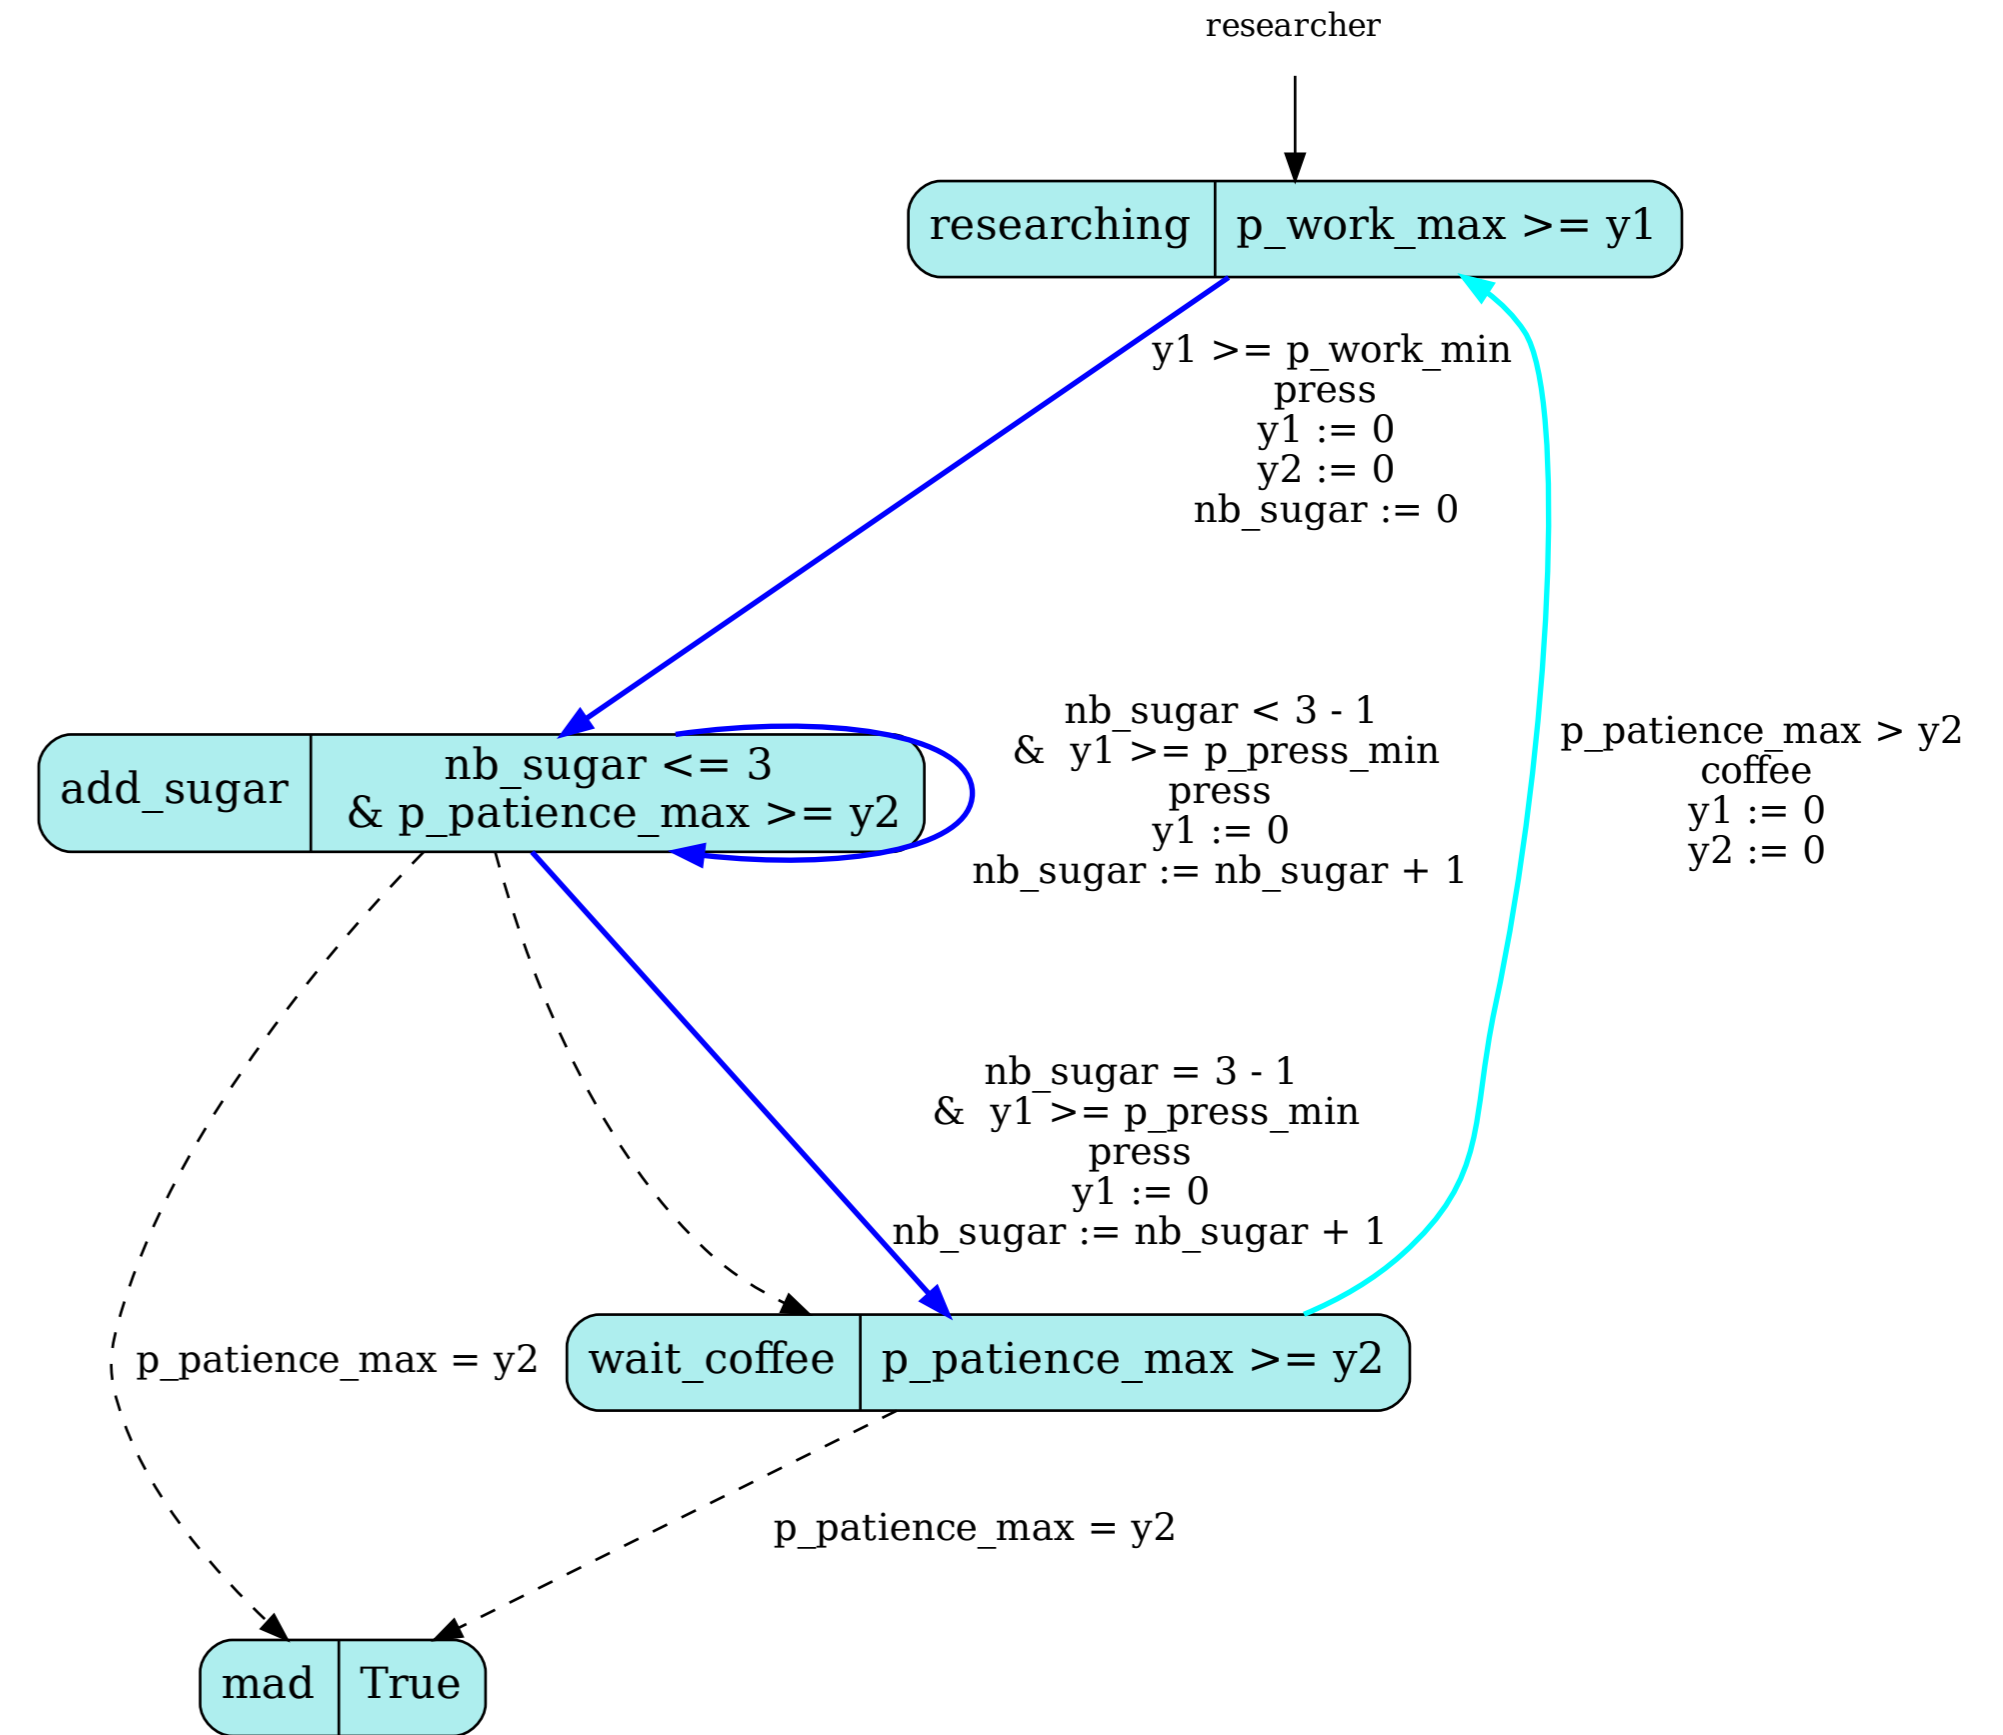 researcher
researching
p_work_max >= y1
y1 >= p_work_min
press
y1 := 0
y2 := 0
nb_sugar := 0
add_sugar
nb_sugar <= 3
& p_patience_max >= y2
nb_sugar < 3 - 1
& y1 >= p_press_min
press
y1 := 0
nb_sugar := nb_sugar + 1
p_patience_max > y2
coffee
y1 := 0
y2 := 0
nb_sugar = 3 - 1
& y1 >= p_press_min
press
y1 := 0
nb_sugar := nb_sugar + 1
p_patience_max = y2
wait_coffee
p_patience_max >= y2
p_patience_max = y2
mad
True